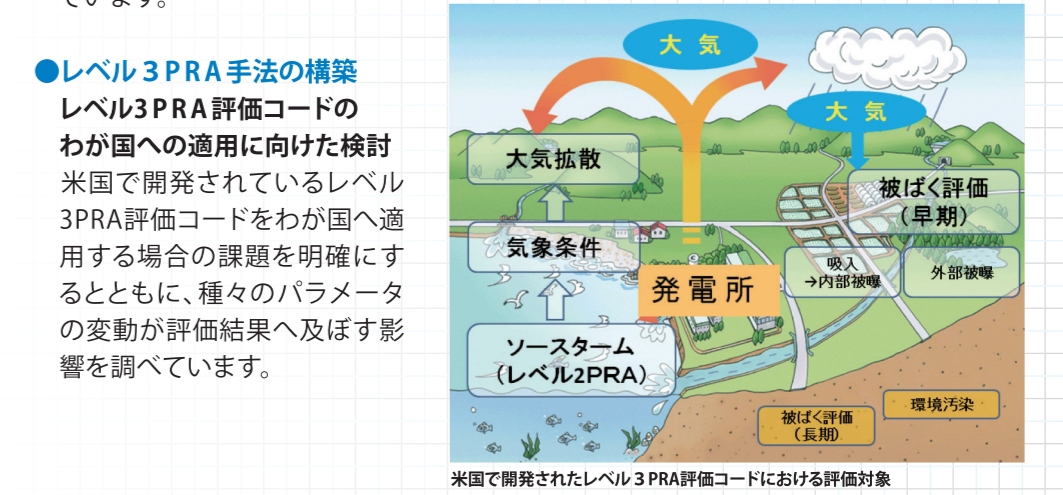 ています。
●レベル3PRA手法の構築
レベル3PRA評価コードの
わが国への適用に向けた検討
米国で開発されているレベル
3PRA評価コードをわが国へ適
用する場合の課題を明確にす
るとともに、種々のパラメータ
の変動が評価結果へ及ぼす影
響を調べています。
大 気
大 気
大気拡散
被ばく評価
（早期）
気象条件
吸入
→内部被曝
外部被曝
発電所
ソースターム
（レベル2PRA）
環境汚染
被ばく評価
（長期）
米国で開発されたレベル3PRA評価コードにおける評価対象